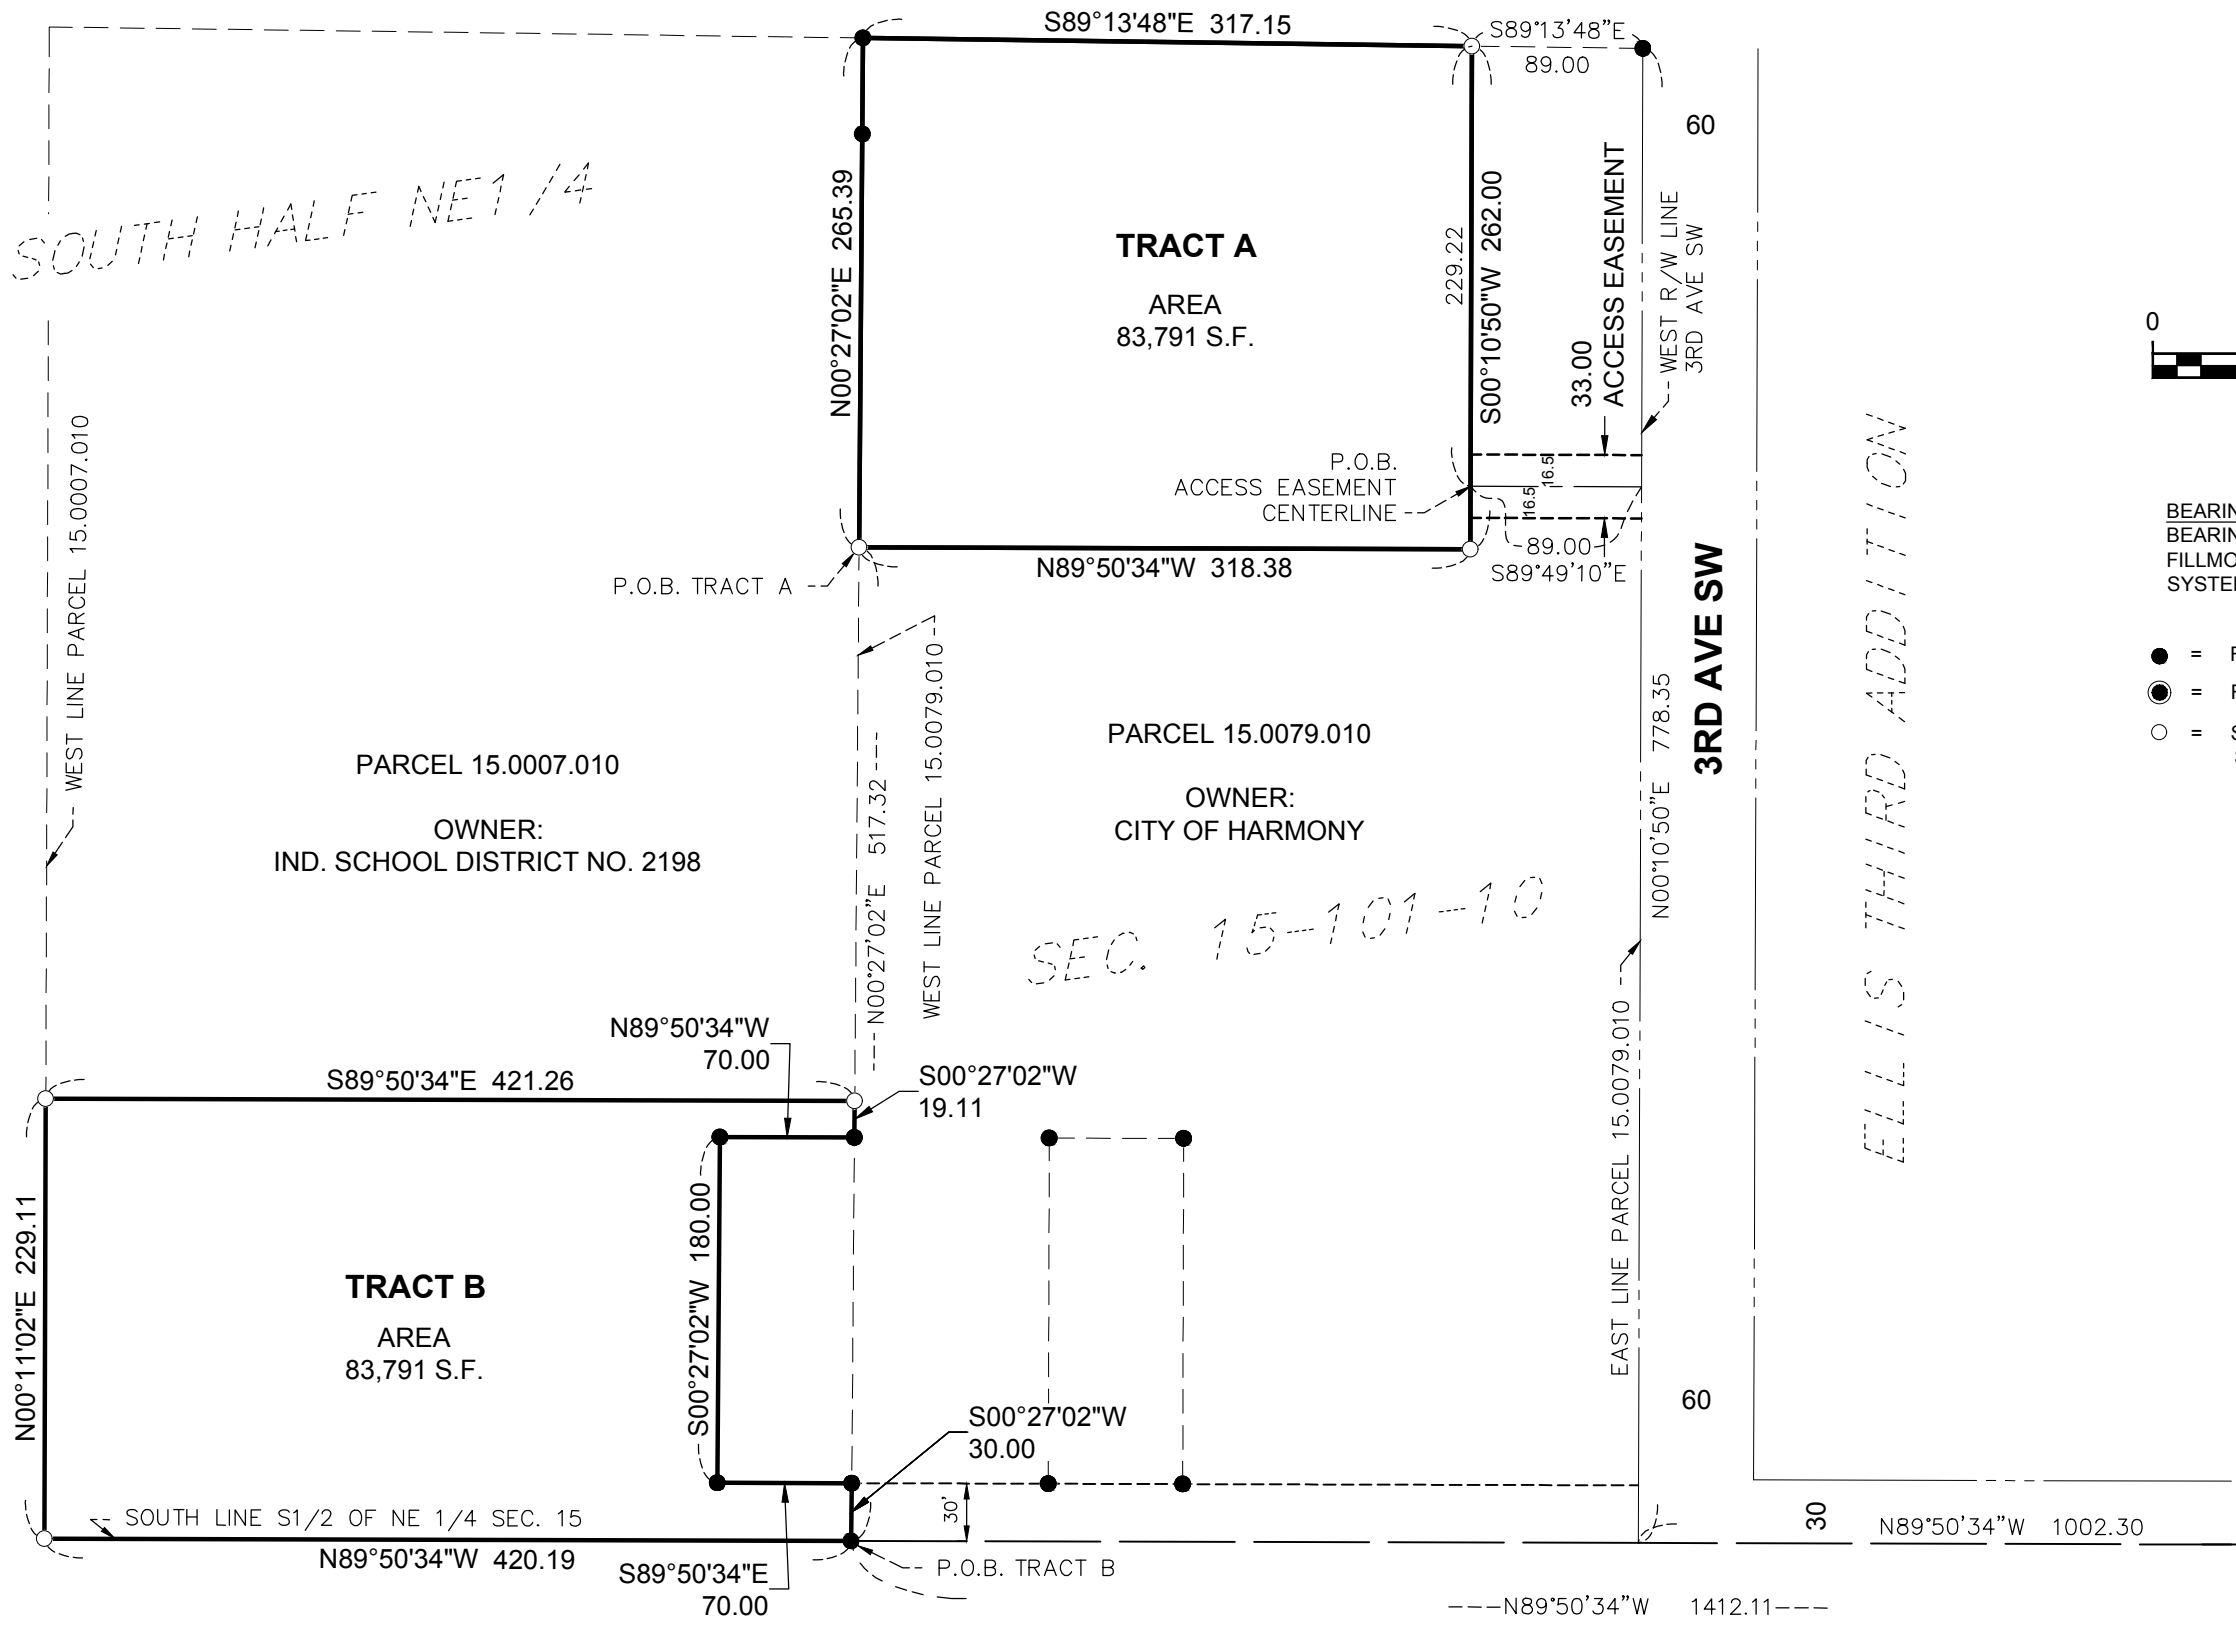 S89°13'48"E 317.15
S89°13'48"E
89.00
60
SOUTH HALF NE1/4
N00°27'02"E 265.39
TRACT A
AREA
83,791 S.F.
229.22
S00°10'50"W 262.00
33.00
ACCESS EASEMENT
WEST R/W LINE
3RD AVE SW
0
WEST LINE PARCEL 15.0007.010
P.O.B.
ACCESS EASEMENT
CENTERLINE
16.5
16.5
89.00
S89°49'10"E
N89°50'34"W 318.38
P.O.B. TRACT A
3RD AVE SW
ELLIS THIRD ADDITION
= 
= 
= 
PARCEL 15.0007.010
OWNER:
IND. SCHOOL DISTRICT NO. 2198
N00°27'02"E 517.32
WEST LINE PARCEL 15.0079.010
PARCEL 15.0079.010
OWNER:
CITY OF HARMONY
N00°10'50"E 778.35
SEC. 15-101-10
EAST LINE PARCEL 15.0079.010
N89°50'34"W
70.00
S89°50'34"E 421.26
S00°27'02"W
19.11
N00°11'02"E 229.11
TRACT B
AREA
83,791 S.F.
S00°27'02"W 180.00
S00°27'02"W
30.00
60
30'
SOUTH LINE S1/2 OF NE 1/4 SEC. 15
N89°50'34"W 420.19
S89°50'34"E
70.00
P.O.B. TRACT B
30
N89°50'34"W 1002.30
N89°50'34"W 1412.11